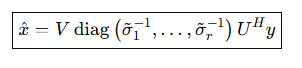 x̂ = V diag (σ̃₁⁻¹, . . . , σ̃ᵣ⁻¹) Uᴴy